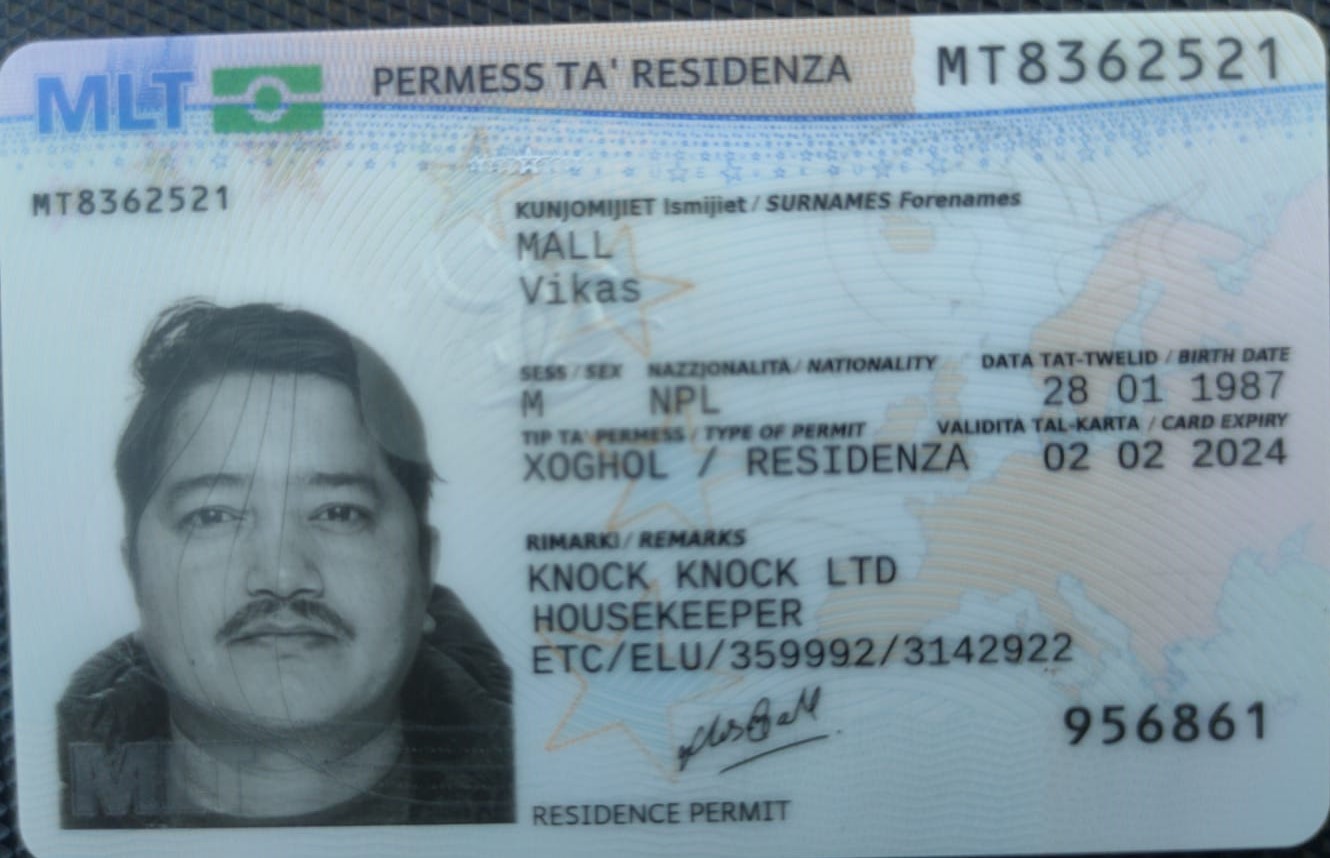 MLT PERMESS TA' RESIDENZA MT8362521
MT8362521
KUNJOMIJIET Ismijiet / SURNAMES Forenames
MALL
Vikas
SESS / SEX NAZZJONALITÀ / NATIONALITY DATA TAT-TWELID / BIRTH DATE
M NPL 28 01 1987
TIP TA' PERMESS / TYPE OF PERMIT VALIDITÀ TAL-KARTA / CARD EXPIRY
XOGHOL / RESIDENZA 02 02 2024
RIMARKI / REMARKS
KNOCK KNOCK LTD
HOUSEKEEPER
ETC/ELU/359992/3142922
956861
RESIDENCE PERMIT